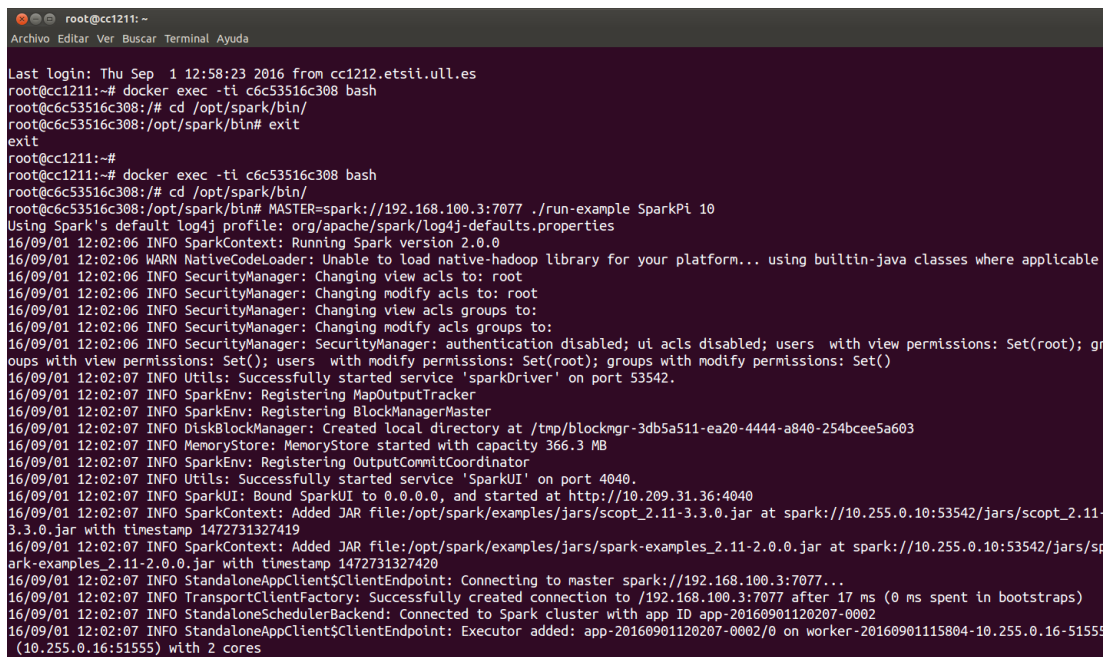 root@cc1211: ~
Archivo Editar Ver Buscar Terminal Ayuda
Last login: Thu Sep  1 12:58:23 2016 from cc1212.etsii.ull.es
root@cc1211:~# docker exec -ti c6c53516c308 bash
root@c6c53516c308:/# cd /opt/spark/bin/
root@c6c53516c308:/opt/spark/bin# exit
exit
root@cc1211:~#
root@cc1211:~# docker exec -ti c6c53516c308 bash
root@c6c53516c308:/# cd /opt/spark/bin/
root@c6c53516c308:/opt/spark/bin# MASTER=spark://192.168.100.3:7077 ./run-example SparkPi 10
Using Spark's default log4j profile: org/apache/spark/log4j-defaults.properties
16/09/01 12:02:06 INFO SparkContext: Running Spark version 2.0.0
16/09/01 12:02:06 WARN NativeCodeLoader: Unable to load native-hadoop library for your platform... using builtin-java classes where applicable
16/09/01 12:02:06 INFO SecurityManager: Changing view acls to: root
16/09/01 12:02:06 INFO SecurityManager: Changing modify acls to: root
16/09/01 12:02:06 INFO SecurityManager: Changing view acls groups to:
16/09/01 12:02:06 INFO SecurityManager: Changing modify acls groups to:
16/09/01 12:02:06 INFO SecurityManager: SecurityManager: authentication disabled; ui acls disabled; users  with view permissions: Set(root); gr
oups with view permissions: Set(); users  with modify permissions: Set(root); groups with modify permissions: Set()
16/09/01 12:02:07 INFO Utils: Successfully started service 'sparkDriver' on port 53542.
16/09/01 12:02:07 INFO SparkEnv: Registering MapOutputTracker
16/09/01 12:02:07 INFO SparkEnv: Registering BlockManagerMaster
16/09/01 12:02:07 INFO DiskBlockManager: Created local directory at /tmp/blockmgr-3db5a511-ea20-4444-a840-254bcee5a603
16/09/01 12:02:07 INFO MemoryStore: MemoryStore started with capacity 366.3 MB
16/09/01 12:02:07 INFO SparkEnv: Registering OutputCommitCoordinator
16/09/01 12:02:07 INFO Utils: Successfully started service 'SparkUI' on port 4040.
16/09/01 12:02:07 INFO SparkUI: Bound SparkUI to 0.0.0.0, and started at http://10.209.31.36:4040
16/09/01 12:02:07 INFO SparkContext: Added JAR file:/opt/spark/examples/jars/scopt_2.11-3.3.0.jar at spark://10.255.0.10:53542/jars/scopt_2.11-
3.3.0.jar with timestamp 1472731327419
16/09/01 12:02:07 INFO SparkContext: Added JAR file:/opt/spark/examples/jars/spark-examples_2.11-2.0.0.jar at spark://10.255.0.10:53542/jars/sp
ark-examples_2.11-2.0.0.jar with timestamp 1472731327420
16/09/01 12:02:07 INFO StandaloneAppClient$ClientEndpoint: Connecting to master spark://192.168.100.3:7077...
16/09/01 12:02:07 INFO TransportClientFactory: Successfully created connection to /192.168.100.3:7077 after 17 ms (0 ms spent in bootstraps)
16/09/01 12:02:07 INFO StandaloneSchedulerBackend: Connected to Spark cluster with app ID app-20160901120207-0002
16/09/01 12:02:07 INFO StandaloneAppClient$ClientEndpoint: Executor added: app-20160901120207-0002/0 on worker-20160901115804-10.255.0.16-51555
(10.255.0.16:51555) with 2 cores